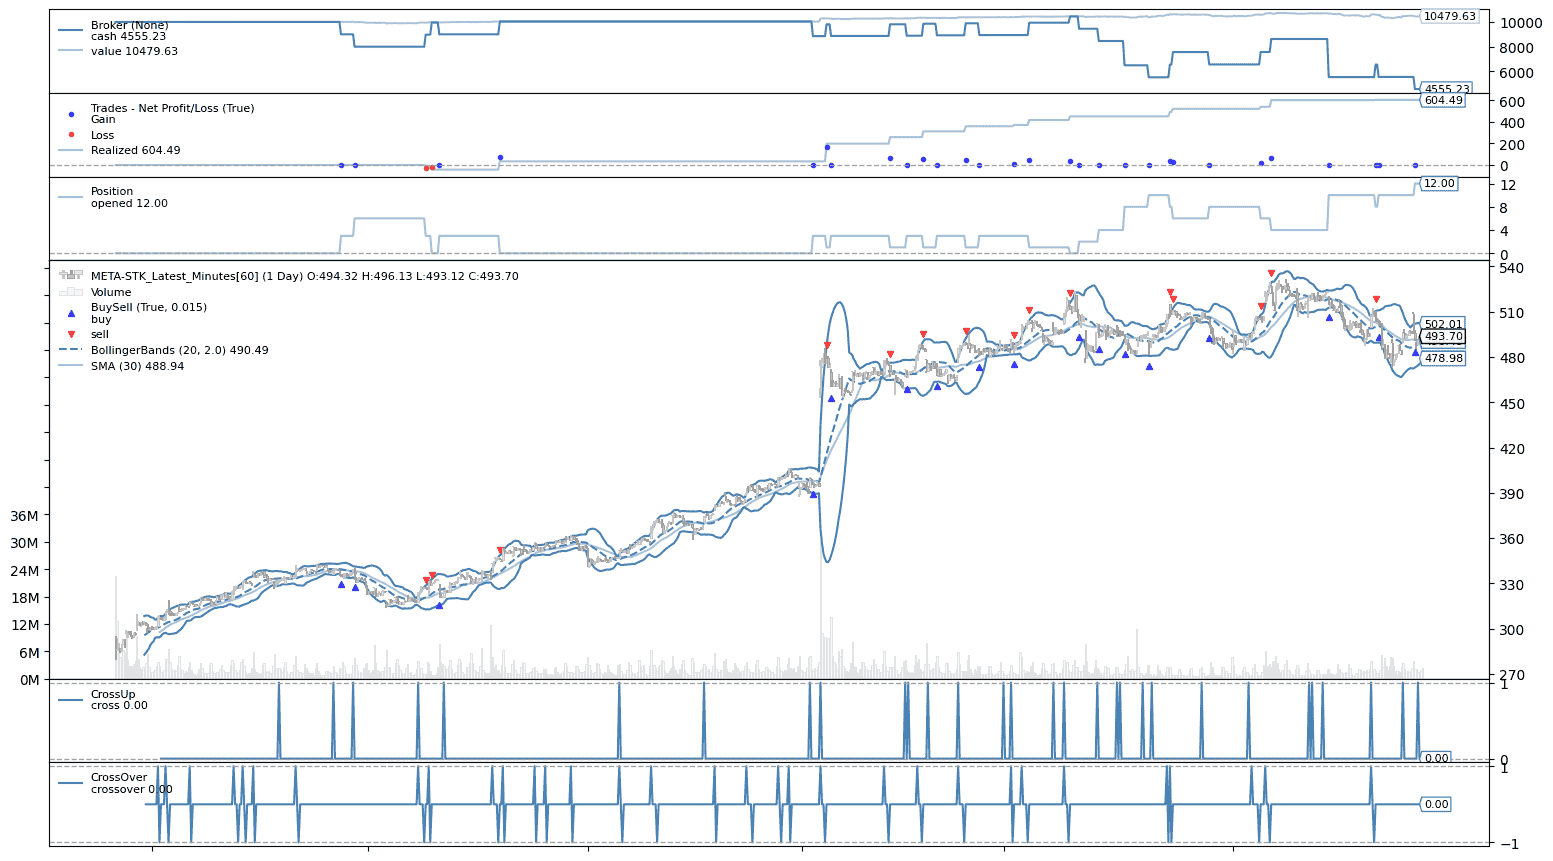 Broker (None)
cash 4555.23
value 10479.63
10479.63
10000
8000
6000
4555.23
Trades - Net Profit/Loss (True)
Gain
Loss
Realized 604.49
604.49
600
400
200
0
Position
opened 12.00
12.00
12
8
4
0
META-STK_Latest_Minutes[60] (1 Day) O:494.32 H:496.13 L:493.12 C:493.70
Volume
BuySell (True, 0.015)
buy
sell
BollingerBands (20, 2.0) 490.49
SMA (30) 488.94
540
510
502.01
493.70
480
478.98
450
420
390
360
330
300
270
36M
30M
24M
18M
12M
6M
0M
CrossUp
cross 0.00
1
0.00
0
CrossOver
crossover 0.00
1
0.00
−1